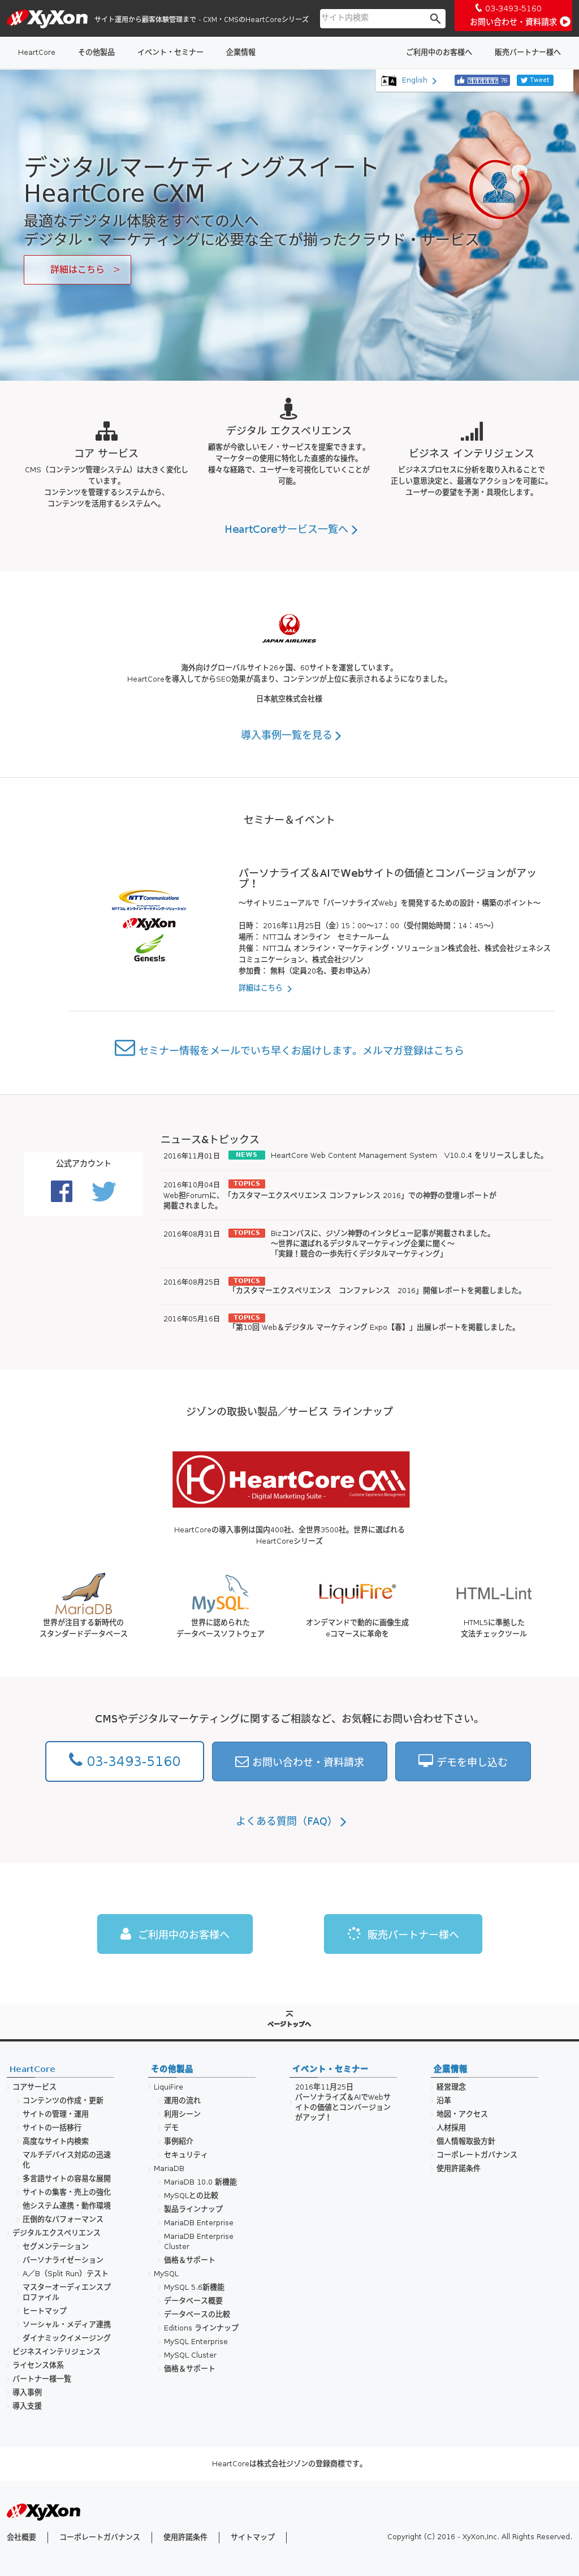 XyXon
サイト運用から顧客体験管理まで - CXM・CMSのHeartCoreシリーズ
サイト内検索
03-3493-5160
お問い合わせ・資料請求
HeartCore
その他製品
イベント・セミナー
企業情報
ご利用中のお客様へ
販売パートナー様へ
English
76
Tweet
デジタルマーケティングスイート
HeartCore CXM
最適なデジタル体験をすべての人へ
デジタル・マーケティングに必要な全てが揃ったクラウド・サービス
詳細はこちら ＞
コア サービス
CMS（コンテンツ管理システム）は大きく変化し
ています。
コンテンツを管理するシステムから、
コンテンツを活用するシステムへ。
デジタル エクスペリエンス
顧客が今欲しいモノ・サービスを提案できます。
マーケターの使用に特化した直感的な操作。
様々な経路で、ユーザーを可視化していくことが
可能。
ビジネス インテリジェンス
ビジネスプロセスに分析を取り入れることで
正しい意思決定と、最適なアクションを可能に。
ユーザーの要望を予測・具現化します。
HeartCoreサービス一覧へ
JAL
JAPAN AIRLINES
海外向けグローバルサイト26ヶ国、60サイトを運営しています。
HeartCoreを導入してからSEO効果が高まり、コンテンツが上位に表示されるようになりました。
日本航空株式会社様
導入事例一覧を見る
セミナー＆イベント
NTT Communications
NTTコム オンライン・マーケティング・ソリューション
XyXon
Genesis
パーソナライズ＆AIでWebサイトの価値とコンバージョンがアッ
プ！
～サイトリニューアルで「パーソナライズWeb」を開発するための設計・構築のポイント～
日時： 2016年11月25日（金）15：00～17：00（受付開始時間：14：45～）
場所： NTTコム オンライン　セミナールーム
共催： NTTコム オンライン・マーケティング・ソリューション株式会社、株式会社ジェネシス
コミュニケーション、株式会社ジゾン
参加費： 無料（定員20名、要お申込み）
詳細はこちら
セミナー情報をメールでいち早くお届けします。メルマガ登録はこちら
公式アカウント
ニュース&トピックス
2016年11月01日 NEWS HeartCore Web Content Management System　V10.0.4 をリリースしました。
2016年10月04日 TOPICS
Web担Forumに、「カスタマーエクスペリエンス コンファレンス 2016」での神野の登壇レポートが
掲載されました。
2016年08月31日 TOPICS Bizコンパスに、ジゾン神野のインタビュー記事が掲載されました。
～世界に選ばれるデジタルマーケティング企業に聞く～
「実録！競合の一歩先行くデジタルマーケティング」
2016年08月25日 TOPICS
「カスタマーエクスペリエンス　コンファレンス　2016」開催レポートを掲載しました。
2016年05月16日 TOPICS
「第10回 Web＆デジタル マーケティング Expo【春】」出展レポートを掲載しました。
ジゾンの取扱い製品／サービス ラインナップ
HeartCore CXM
- Digital Marketing Suite -
Customer Experience Management
HeartCoreの導入事例は国内400社、全世界3500社。世界に選ばれる
HeartCoreシリーズ
MariaDB
世界が注目する新時代の
スタンダードデータベース
MySQL
世界に認められた
データベースソフトウェア
LiquiFire
オンデマンドで動的に画像生成
eコマースに革命を
HTML-Lint
HTML5に準拠した
文法チェックツール
CMSやデジタルマーケティングに関するご相談など、お気軽にお問い合わせ下さい。
03-3493-5160
お問い合わせ・資料請求
デモを申し込む
よくある質問（FAQ）
ご利用中のお客様へ
販売パートナー様へ
ページトップへ
HeartCore
コアサービス
コンテンツの作成・更新
サイトの管理・運用
サイトの一括移行
高度なサイト内検索
マルチデバイス対応の迅速
化
多言語サイトの容易な展開
サイトの集客・売上の強化
他システム連携・動作環境
圧倒的なパフォーマンス
デジタルエクスペリエンス
セグメンテーション
パーソナライゼーション
A／B（Split Run）テスト
マスターオーディエンスプ
ロファイル
ヒートマップ
ソーシャル・メディア連携
ダイナミックイメージング
ビジネスインテリジェンス
ライセンス体系
パートナー様一覧
導入事例
導入支援
その他製品
LiquiFire
運用の流れ
利用シーン
デモ
事例紹介
セキュリティ
MariaDB
MariaDB 10.0 新機能
MySQLとの比較
製品ラインナップ
MariaDB Enterprise
MariaDB Enterprise
Cluster
価格＆サポート
MySQL
MySQL 5.6新機能
データベース概要
データベースの比較
Editions ラインナップ
MySQL Enterprise
MySQL Cluster
価格＆サポート
イベント・セミナー
2016年11月25日
パーソナライズ＆AIでWebサ
イトの価値とコンバージョン
がアップ！
企業情報
経営理念
沿革
地図・アクセス
人材採用
個人情報取扱方針
コーポレートガバナンス
使用許諾条件
HeartCoreは株式会社ジゾンの登録商標です。
XyXon
会社概要
コーポレートガバナンス
使用許諾条件
サイトマップ
Copyright (C) 2016 - XyXon,Inc. All Rights Reserved.